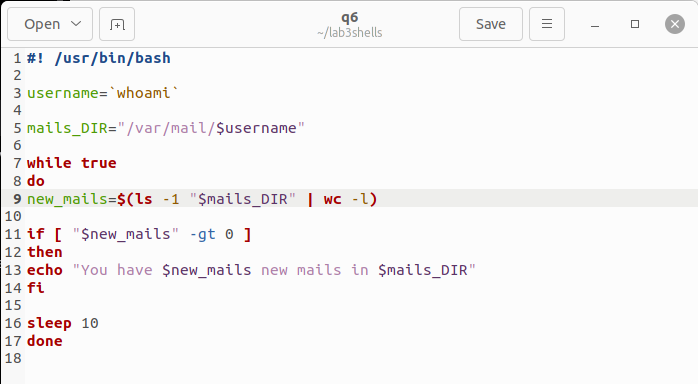 Open
q6
~/lab3shells
Save
1 #! /usr/bin/bash
2
3 username=`whoami`
4
5 mails_DIR="/var/mail/$username"
6
7 while true
8 do
9 new_mails=$(ls -1 "$mails_DIR" | wc -l)
10
11 if [ "$new_mails" -gt 0 ]
12 then
13 echo "You have $new_mails new mails in $mails_DIR"
14 fi
15
16 sleep 10
17 done
18